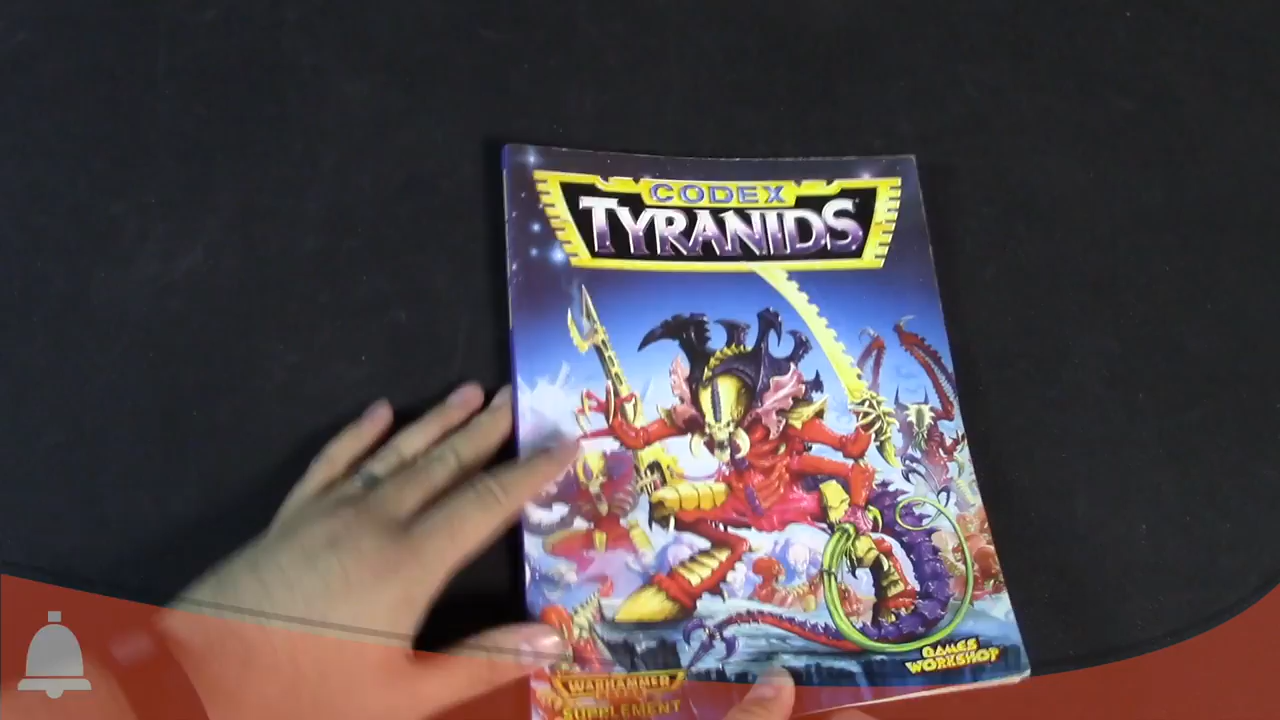 CODEX
TYRANIDS
GAMES
WORKSHOP
WARHAMMER
SUPPLEMENT